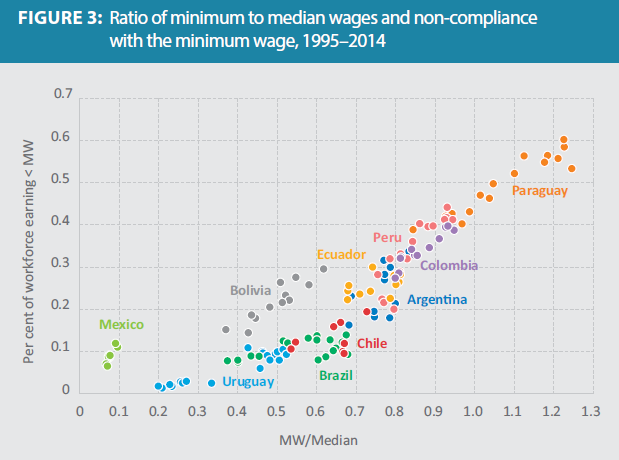 FIGURE 3: Ratio of minimum to median wages and non-compliance
with the minimum wage, 1995–2014
Per cent of workforce earning < MW
0.7
0.6
0.5
0.4
0.3
0.2
0.1
0
Paraguay
Peru
Ecuador
Colombia
Bolivia
Argentina
Mexico
Chile
Brazil
Uruguay
0 0.1 0.2 0.3 0.4 0.5 0.6 0.7 0.8 0.9 1.0 1.1 1.2 1.3
MW/Median